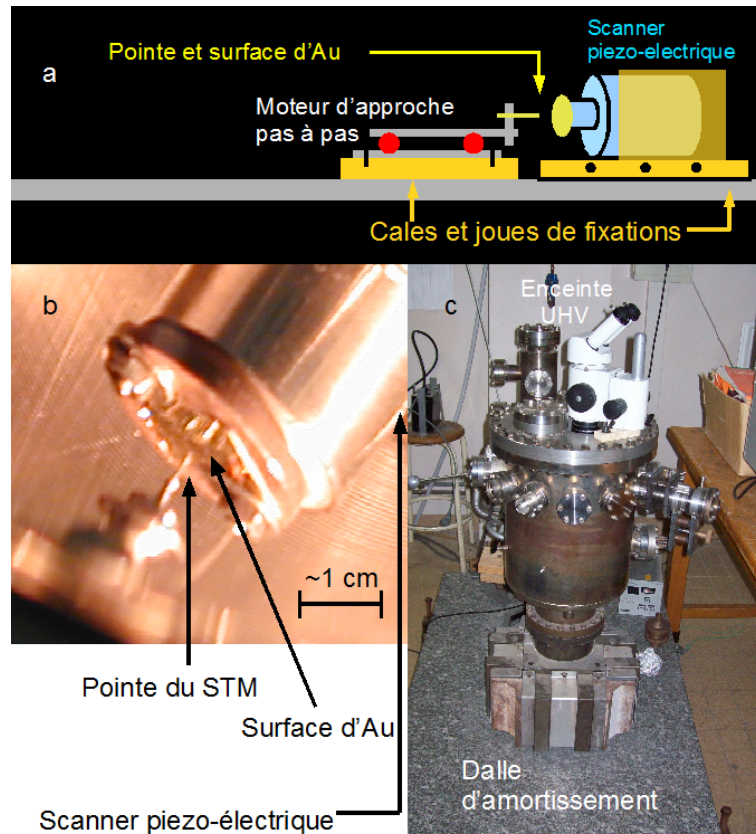 a
Pointe et surface d'Au
Scanner
piezo-electrique
Moteur d'approche
pas à pas
Cales et joues de fixations
b
~1 cm
Pointe du STM
Surface d'Au
Scanner piezo-électrique
c
Enceinte
UHV
Dalle
d'amortissement